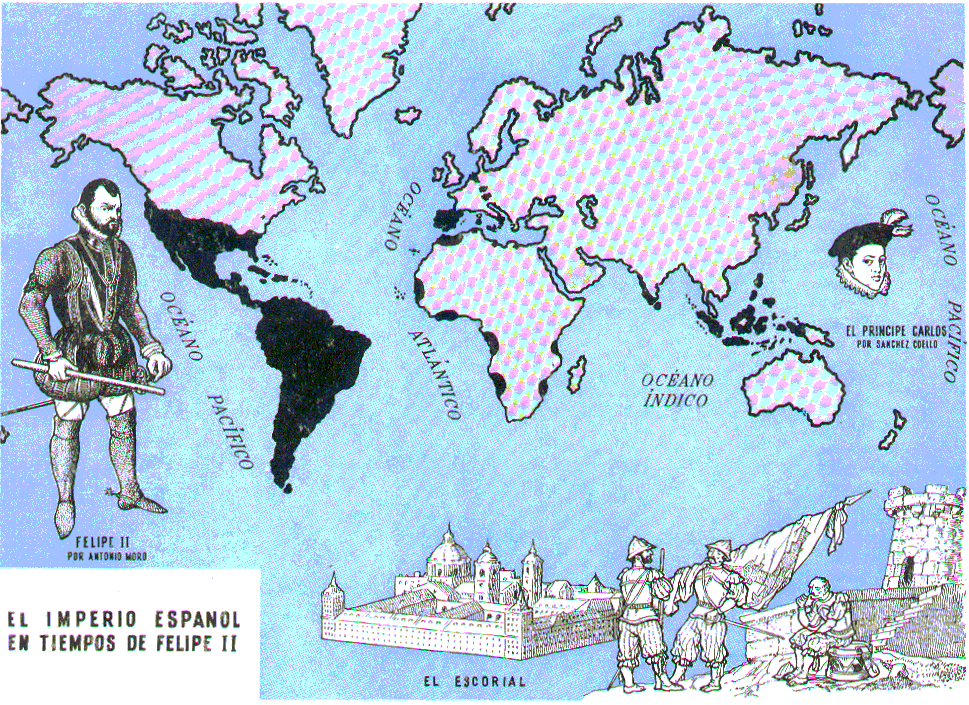 OCÉANO
ATLÁNTICO
OCÉANO
PACÍFICO
OCÉANO
ÍNDICO
OCÉANO
PACÍFICO
EL PRINCIPE CARLOS
POR SANCHEZ COELLO
FELIPE II
POR ANTONIO MORO
EL IMPERIO ESPAÑOL
EN TIEMPOS DE FELIPE II
EL ESCORIAL